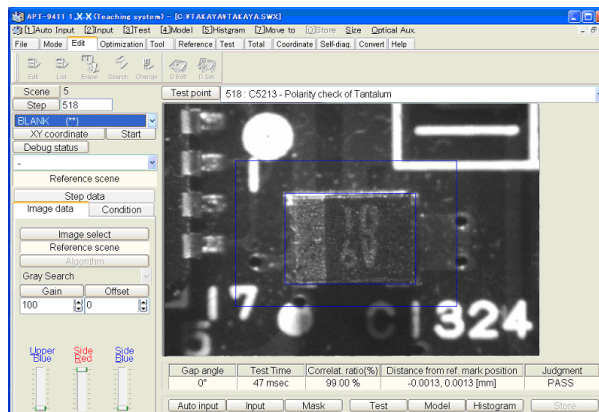 APT-9411 1.X-X (Teaching system) - [C:\TAKAYA\TAKAYA.SWX]
[1]Auto Input [2]Input [3]Test [4]Model [5]Histgram [7]Move to [0]Store Size Optical Aux.
File Mode Edit Optimization Tool Reference Test Total Coordinate Self-diag. Convert Help
Edit List Erase Search Change D.Edit D.Set
Scene 5
Step 518
Test point 518 : C5213 - Polarity check of Tantalum
BLANK (**)
XY coordinate Start
Debug status
-
Reference scene
Step data
Image data Condition
Image select
Reference scene
Algorithm
Gray Search
Gain Offset
100 0
17 C 1324
Upper Blue Side Red Side Blue
Gap angle Test Time Correlat. ratio(%) Distance from ref. mark position Judgment
0° 47 msec 99.00 % -0.0013, 0.0013 [mm] PASS
Auto input Input Mask Test Model Histogram Store